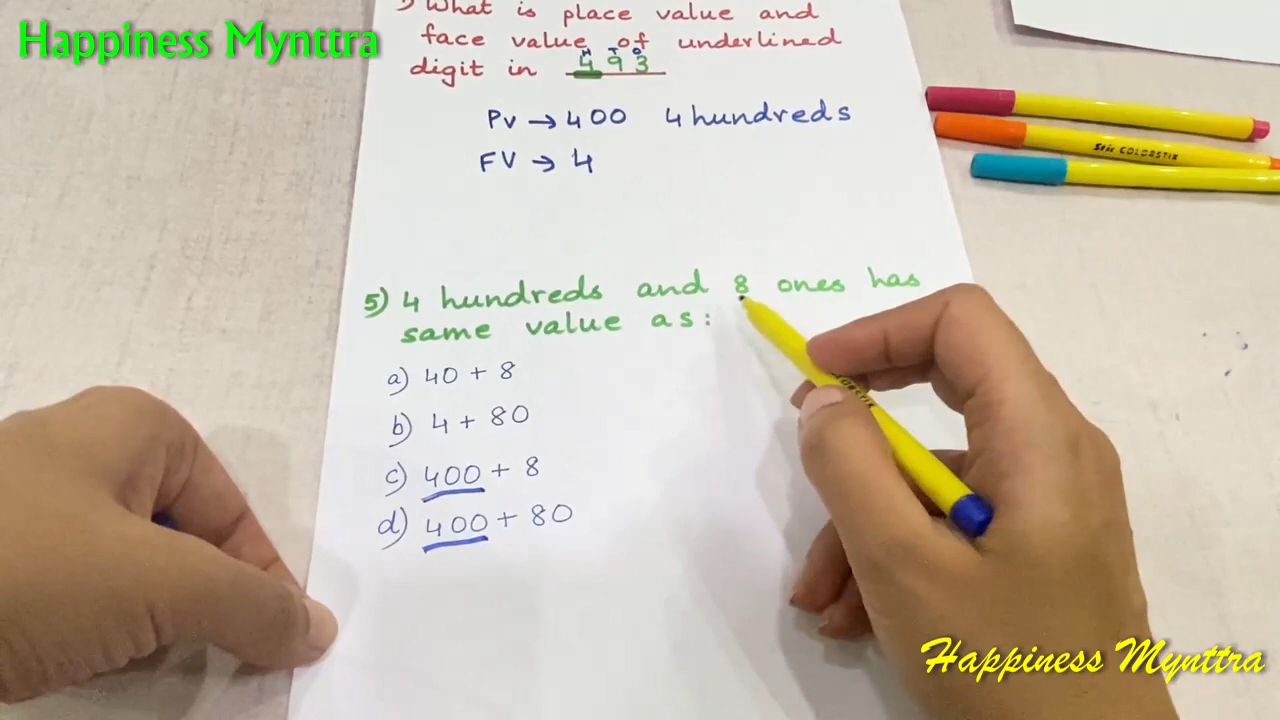 Happiness Mynttra
What is place value and
face value of underlined
H T O
digit in 493
PV → 400 4 hundreds
FV → 4
5) 4 hundreds and 8 ones has
same value as:
a) 40 + 8
b) 4 + 80
c) 400 + 8
d) 400 + 80
Stic COLORSTIX
Happiness Mynttra